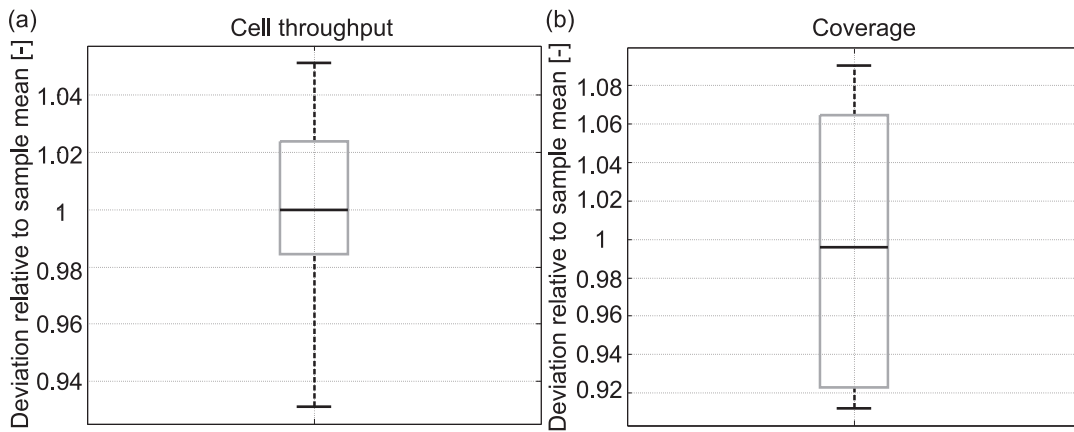 (a)
Cell throughput
Deviation relative to sample mean [-]
1.04
1.02
1
0.98
0.96
0.94
(b)
Coverage
Deviation relative to sample mean [-]
1.08
1.06
1.04
1.02
1
0.98
0.96
0.94
0.92